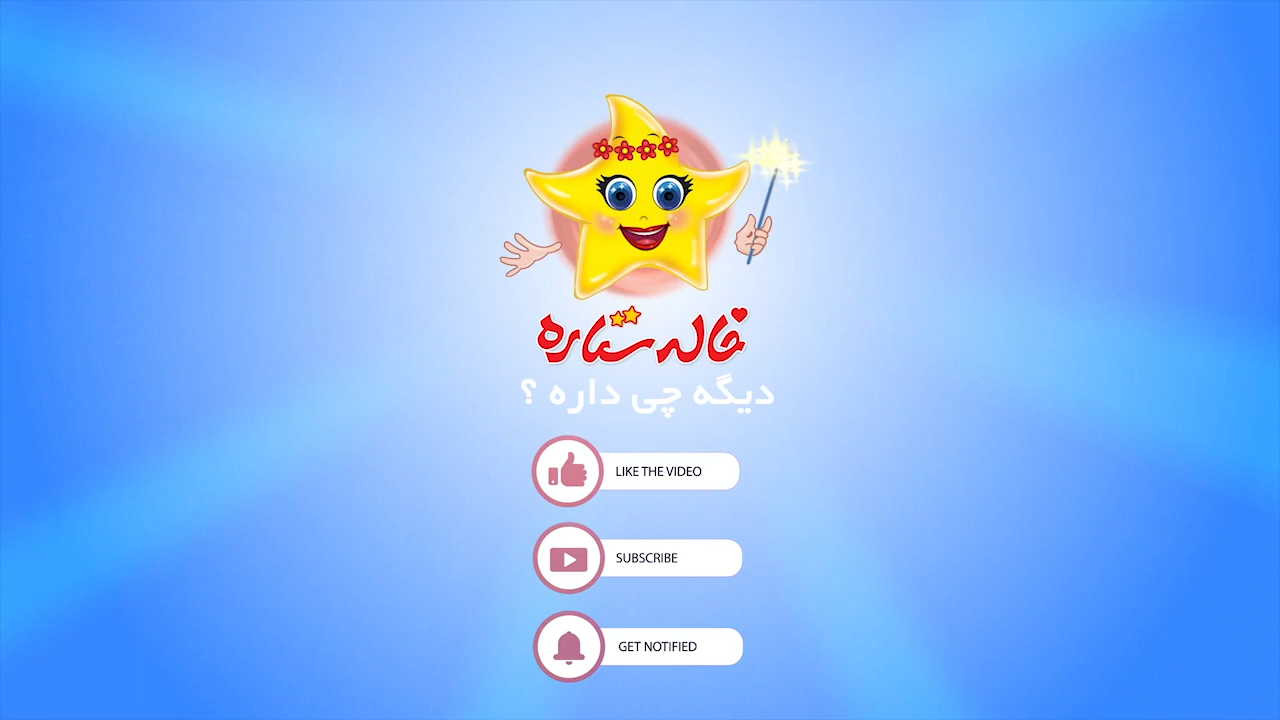 خاله ستاره
دیگه چی داره ؟
LIKE THE VIDEO
SUBSCRIBE
GET NOTIFIED